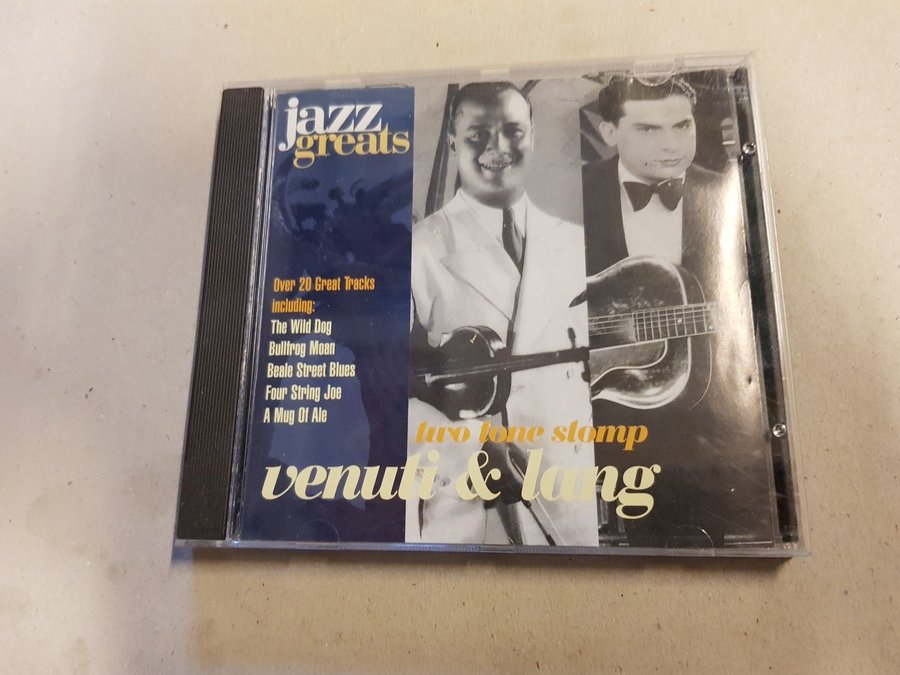 jazz
greats
Over 20 Great Tracks
including:
The Wild Dog
Bullfrog Moan
Beale Street Blues
Four String Joe
A Mug Of Ale
two tone stomp
venuti & lang